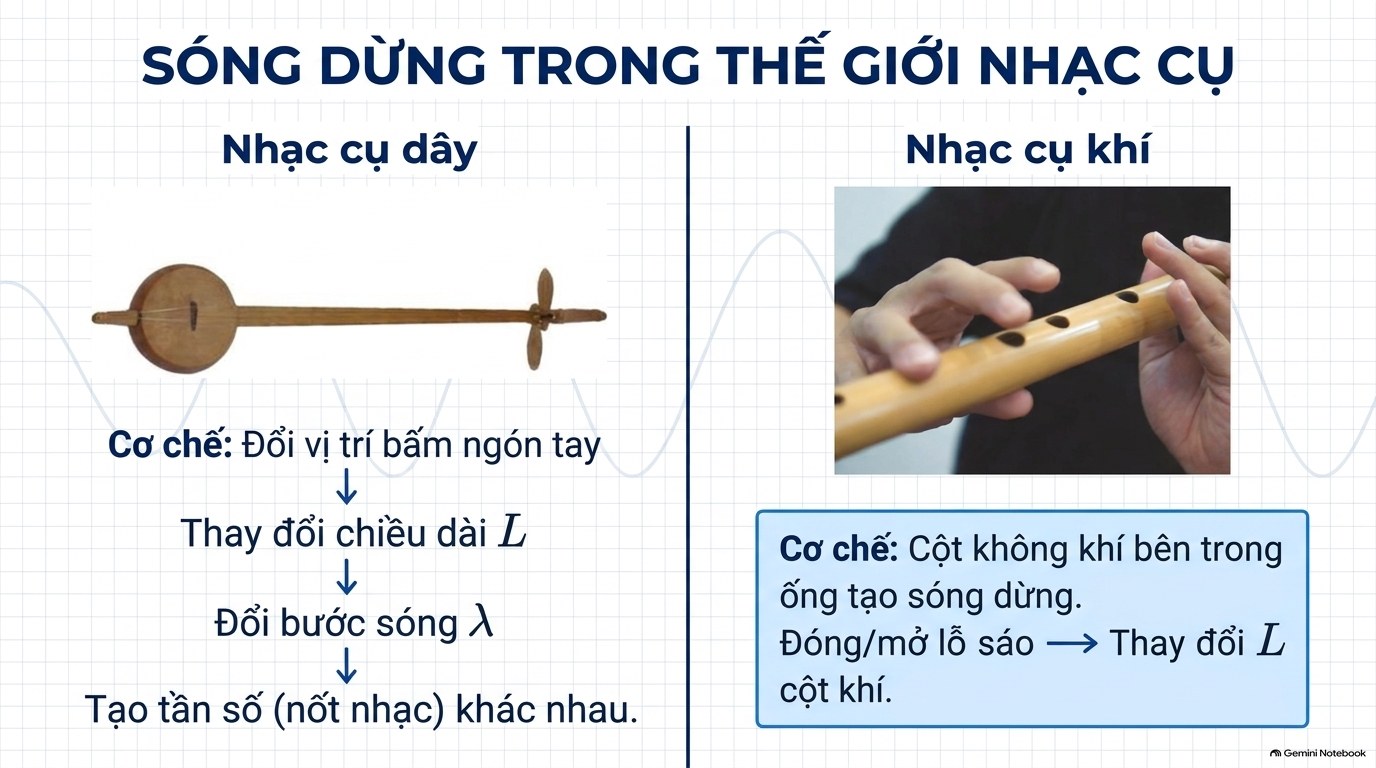 SÓNG DỪNG TRONG THẾ GIỚI NHẠC CỤ
Nhạc cụ dây
Cơ chế: Đổi vị trí bấm ngón tay
↓
Thay đổi chiều dài L
↓
Đổi bước sóng λ
↓
Tạo tần số (nốt nhạc) khác nhau.
Nhạc cụ khí
Cơ chế: Cột không khí bên trong
ống tạo sóng dừng.
Đóng/mở lỗ sáo → Thay đổi L
cột khí.
Gemini Notebook